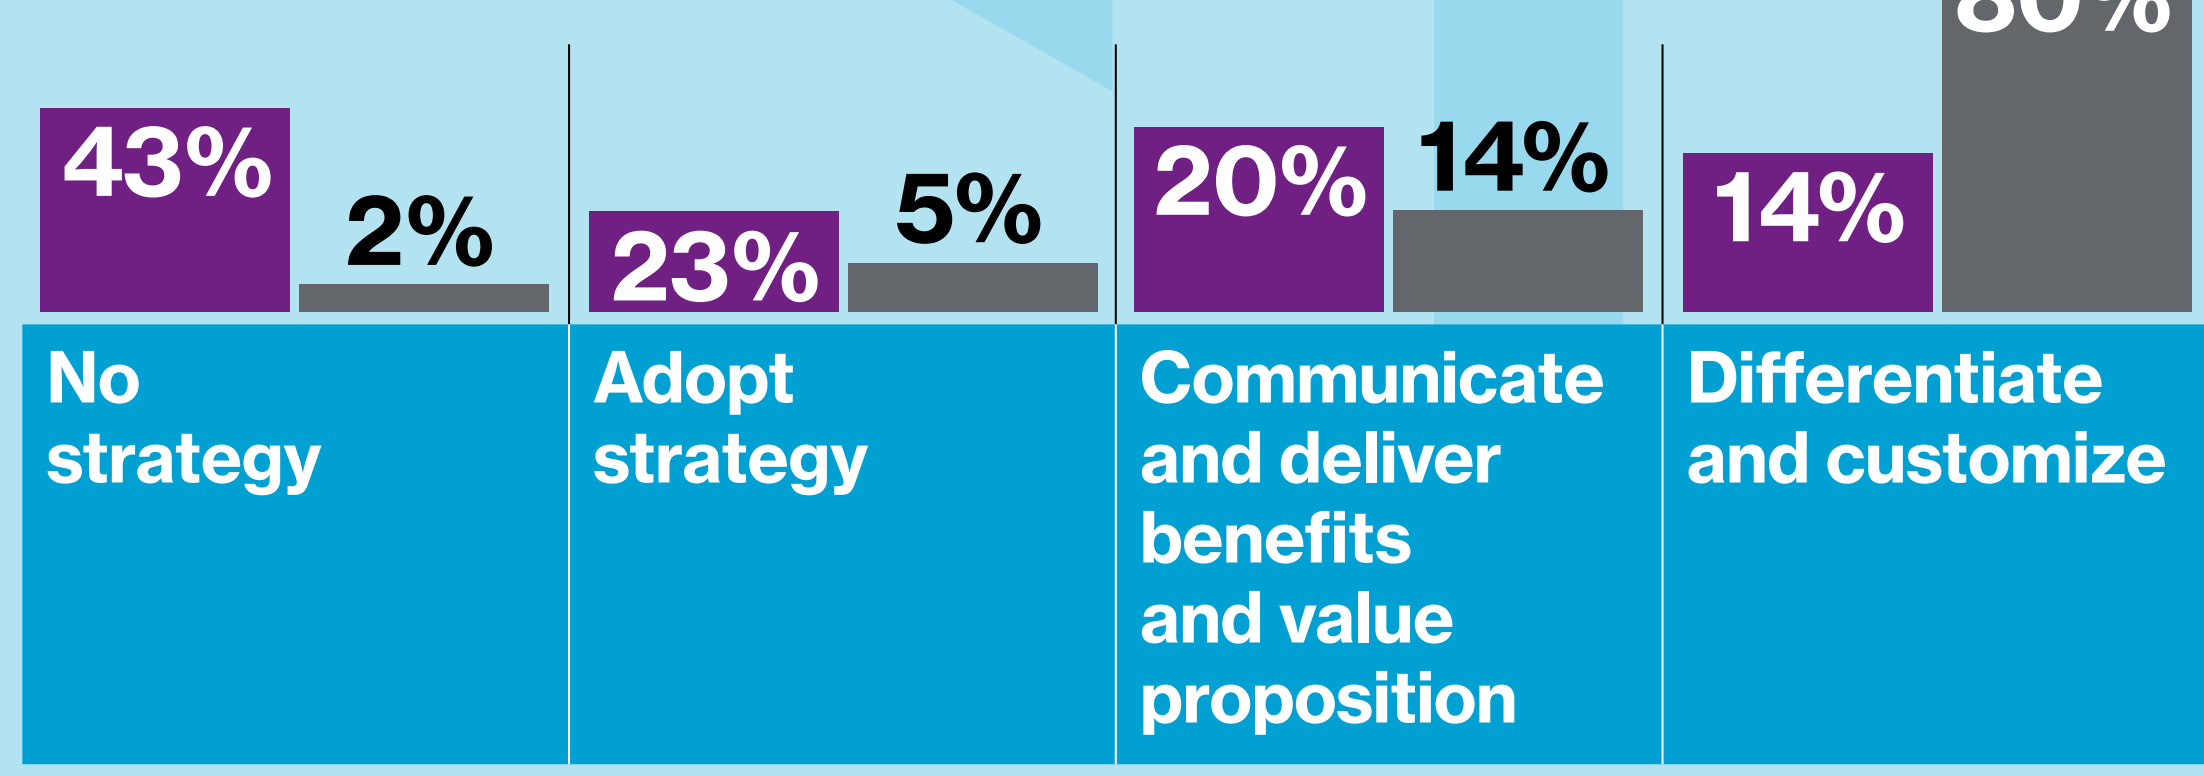 43%
2%
23%
5%
20%
14%
14%
80%
No
strategy
Adopt
strategy
Communicate
and deliver
benefits
and value
proposition
Differentiate
and customize